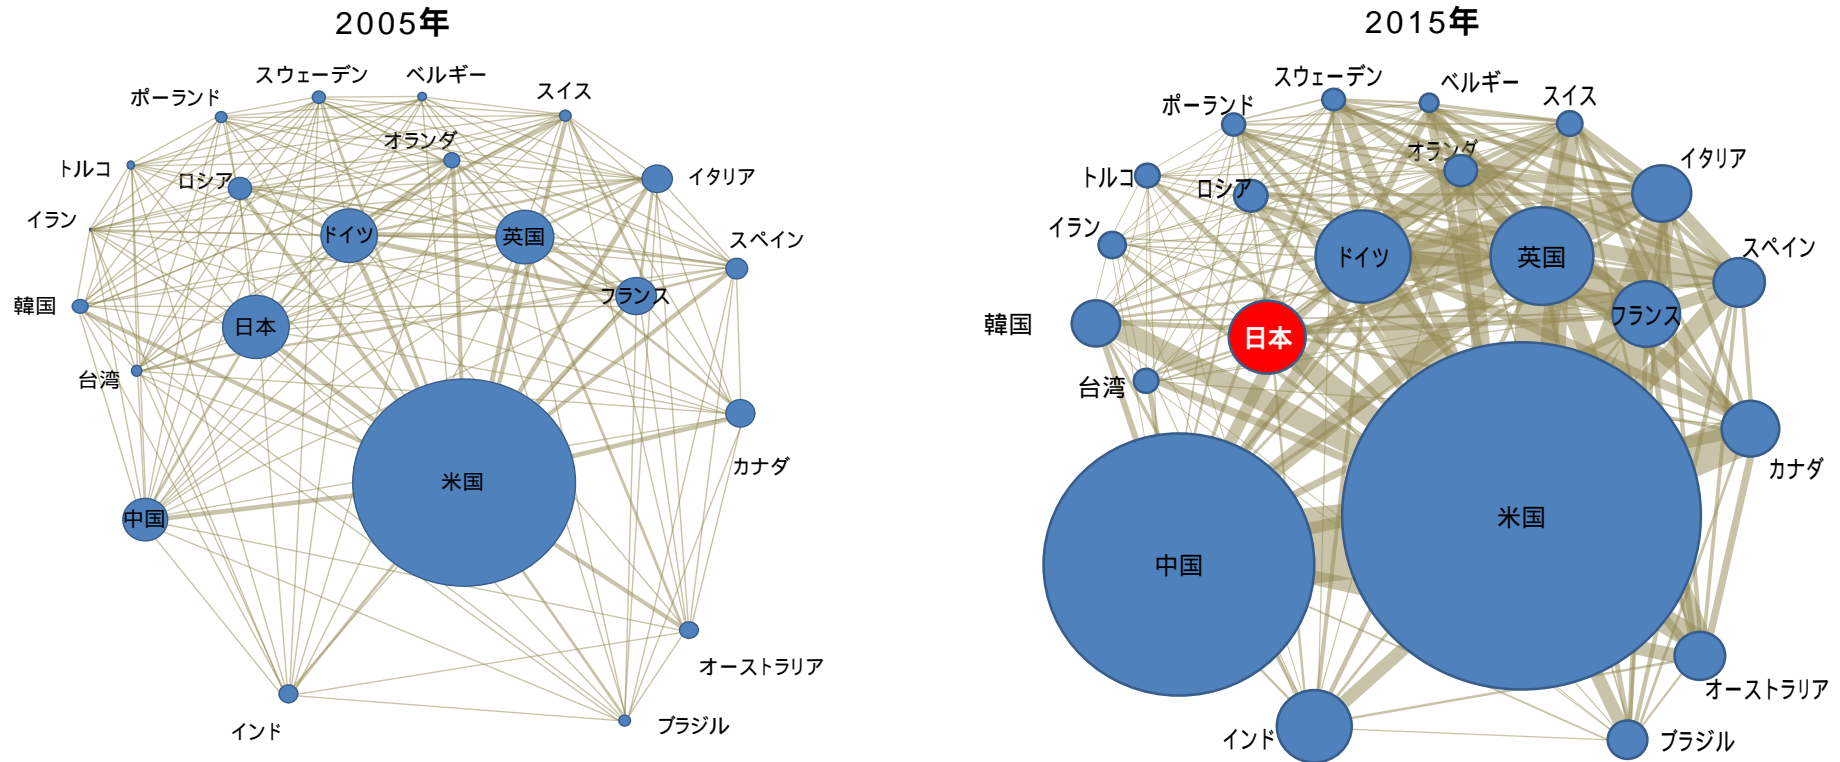 2005年
スウェーデン
ベルギー
スイス
ポーランド
オランダ
トルコ
ロシア
イタリア
イラン
ドイツ
英国
スペイン
韓国
フランス
日本
台湾
カナダ
米国
中国
オーストラリア
インド
ブラジル
2015年
スウェーデン
ベルギー
スイス
ポーランド
オランダ
イタリア
トルコ
ロシア
イラン
ドイツ
英国
スペイン
韓国
フランス
日本
台湾
カナダ
米国
中国
オーストラリア
インド
ブラジル